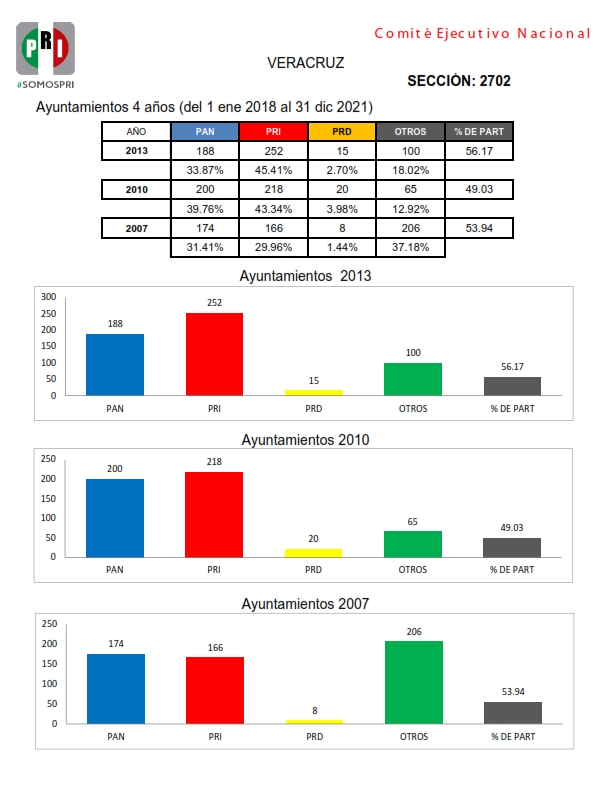 Comité Ejecutivo Nacional
PRI
#SOMOSPRI
VERACRUZ
SECCIÓN: 2702
Ayuntamientos 4 años (del 1 ene 2018 al 31 dic 2021)
AÑO PAN PRI PRD OTROS % DE PART
2013 188 252 15 100 56.17
33.87% 45.41% 2.70% 18.02%
2010 200 218 20 65 49.03
39.76% 43.34% 3.98% 12.92%
2007 174 166 8 206 53.94
31.41% 29.96% 1.44% 37.18%
Ayuntamientos 2013
300
250
200
150
100
50
0
188
252
15
100
56.17
PAN PRI PRD OTROS % DE PART
Ayuntamientos 2010
250
200
150
100
50
0
200
218
20
65
49.03
PAN PRI PRD OTROS % DE PART
Ayuntamientos 2007
250
200
150
100
50
0
174
166
8
206
53.94
PAN PRI PRD OTROS % DE PART